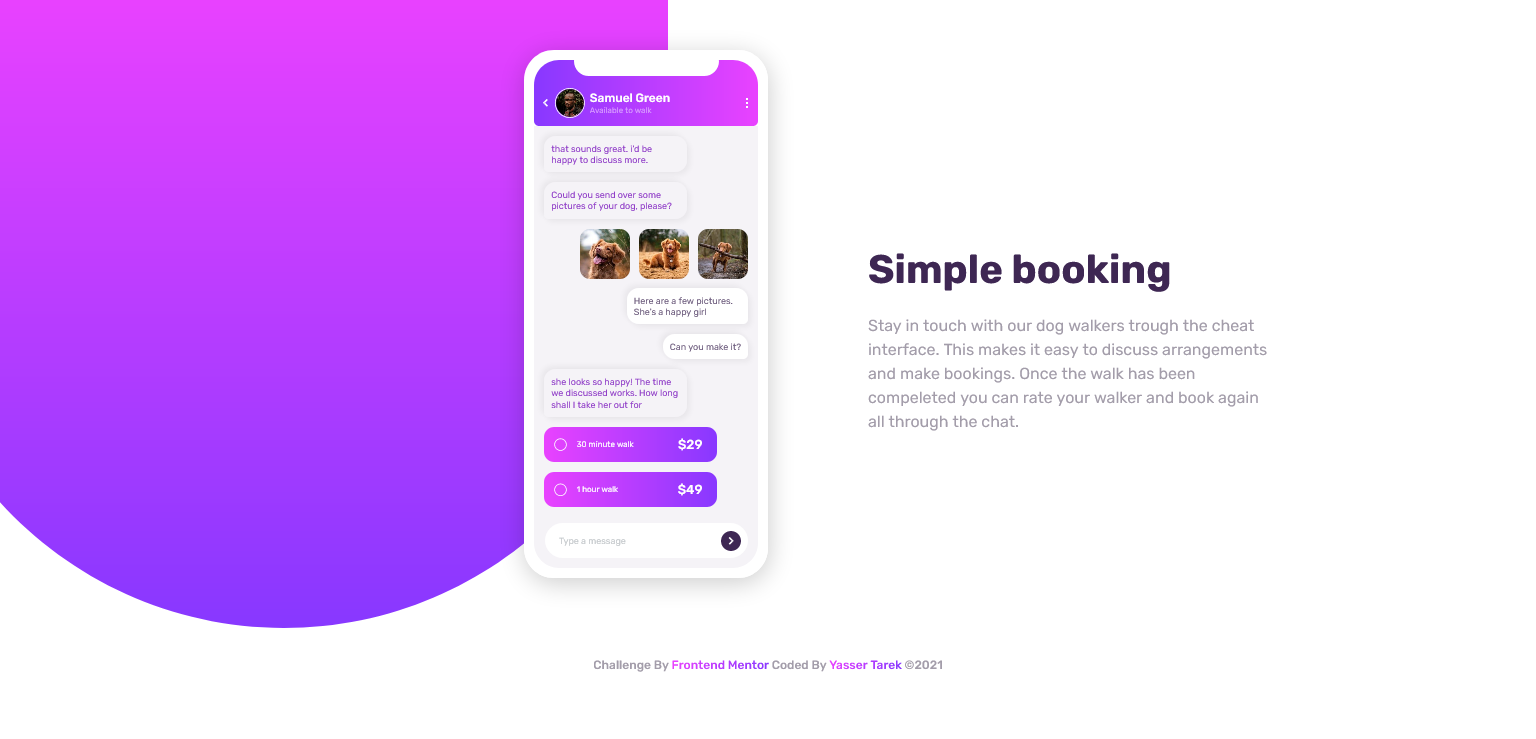 Samuel Green
Available to walk
that sounds great. i'd be
happy to discuss more.
Could you send over some
pictures of your dog, please?
Here are a few pictures.
She's a happy girl
Can you make it?
she looks so happy! The time
we discussed works. How long
shall I take her out for
30 minute walk $29
1 hour walk $49
Type a message
Simple booking
Stay in touch with our dog walkers trough the cheat
interface. This makes it easy to discuss arrangements
and make bookings. Once the walk has been
compeleted you can rate your walker and book again
all through the chat.
Challenge By Frontend Mentor Coded By Yasser Tarek ©2021